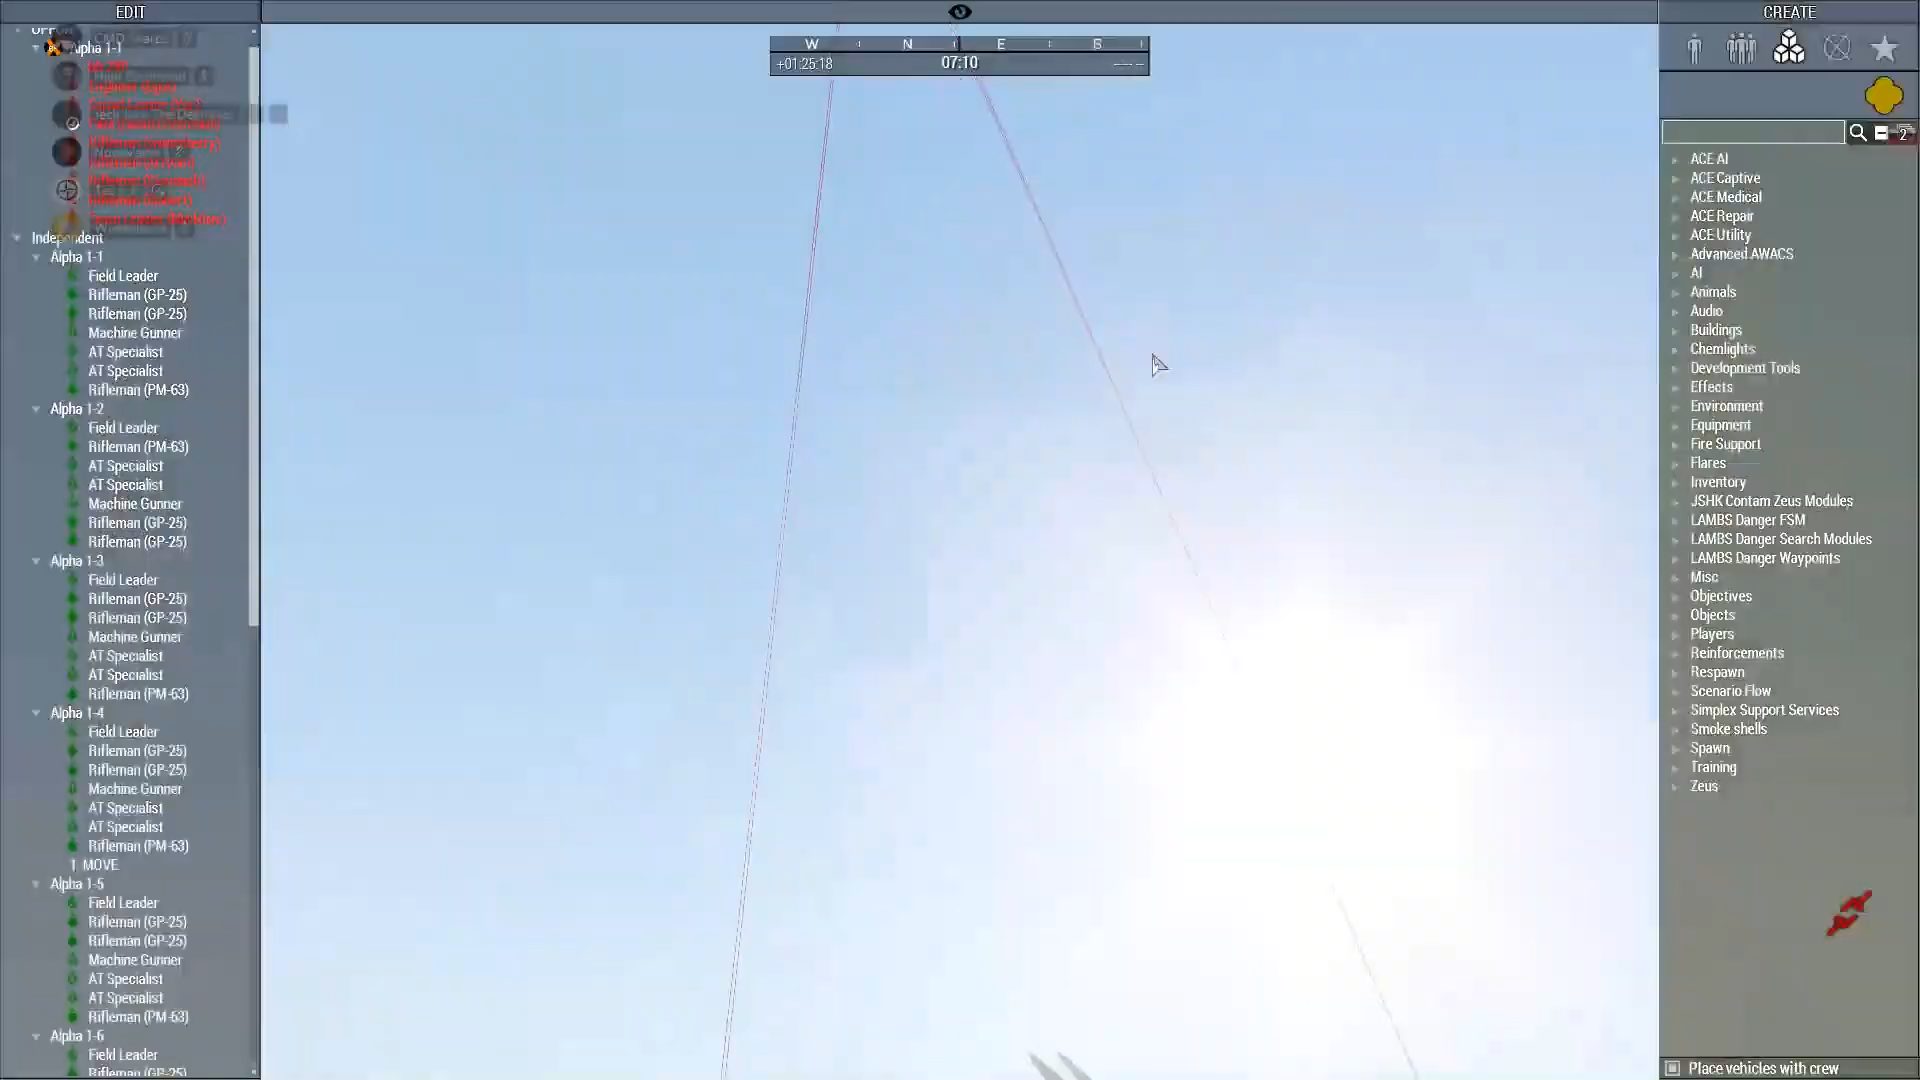 EDIT
Alpha 1-1
Independent
Alpha 1-1
Field Leader
Rifleman (GP-25)
Rifleman (GP-25)
Machine Gunner
AT Specialist
AT Specialist
Rifleman (PM-63)
Alpha 1-2
Field Leader
Rifleman (PM-63)
AT Specialist
AT Specialist
Machine Gunner
Rifleman (GP-25)
Rifleman (GP-25)
Alpha 1-3
Field Leader
Rifleman (GP-25)
Rifleman (GP-25)
Machine Gunner
AT Specialist
AT Specialist
Rifleman (PM-63)
Alpha 1-4
Field Leader
Rifleman (GP-25)
Rifleman (GP-25)
Machine Gunner
AT Specialist
AT Specialist
Rifleman (PM-63)
1 MOVE
Alpha 1-5
Field Leader
Rifleman (GP-25)
Rifleman (GP-25)
Machine Gunner
AT Specialist
AT Specialist
Rifleman (PM-63)
Alpha 1-6
Field Leader
Rifleman (GP-25)
W N E
+01:25:18 07:10
CREATE
2
ACE AI
ACE Captive
ACE Medical
ACE Repair
ACE Utility
Advanced AWACS
AI
Animals
Audio
Buildings
Chemlights
Development Tools
Effects
Environment
Equipment
Fire Support
Flares
Inventory
JSHK Contam Zeus Modules
LAMBS Danger FSM
LAMBS Danger Search Modules
LAMBS Danger Waypoints
Misc
Objectives
Objects
Players
Reinforcements
Respawn
Scenario Flow
Simplex Support Services
Smoke shells
Spawn
Training
Zeus
Place vehicles with crew